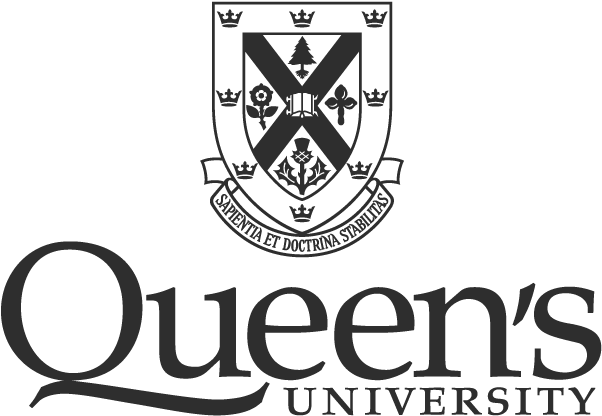 SAPIENTIA ET DOCTRINA STABILITAS
Queen's
UNIVERSITY